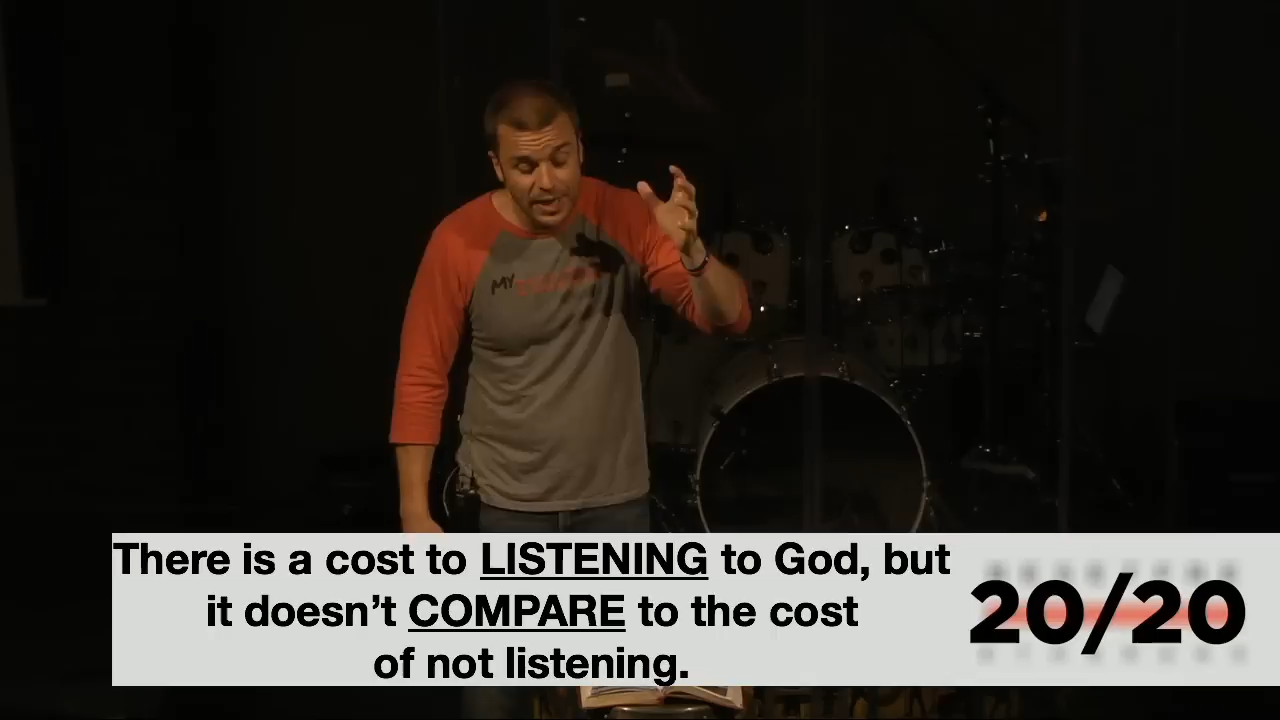 MY
There is a cost to LISTENING to God, but
it doesn’t COMPARE to the cost
of not listening.
20/20